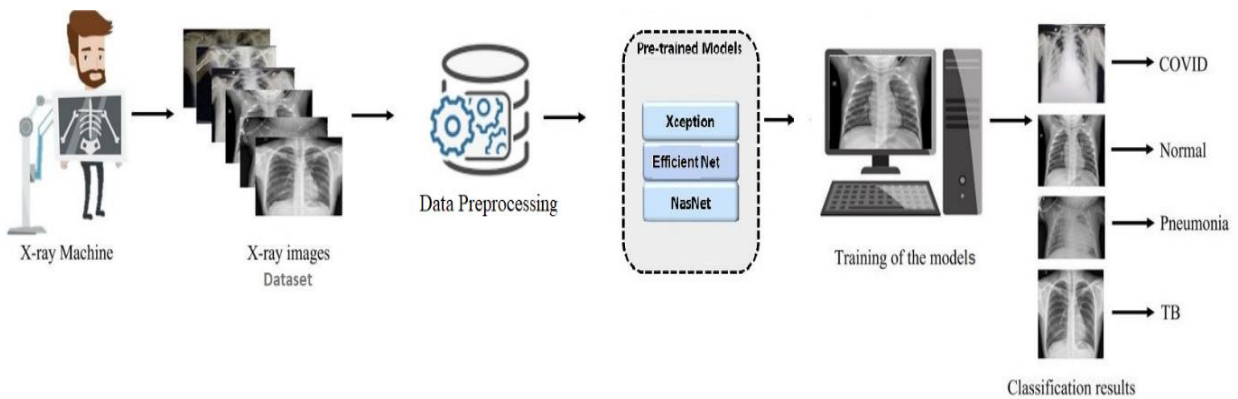 X-ray Machine
X-ray images
Dataset
Data Preprocessing
Pre-trained Models
Xception
Efficient Net
NasNet
Training of the models
COVID
Normal
Pneumonia
TB
Classification results